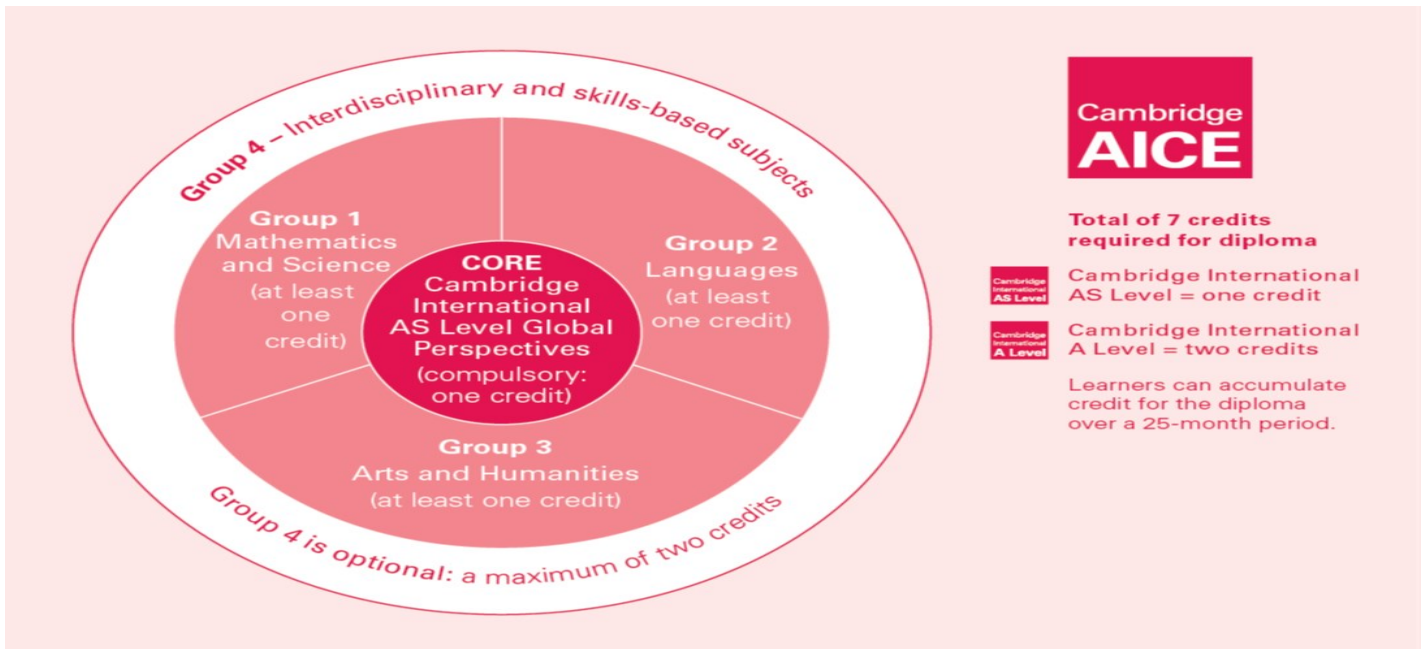 Group 4 – Interdisciplinary and skills-based subjects
Group 1
Mathematics
and Science
(at least
one
credit)
Group 2
Languages
(at least
one credit)
CORE
Cambridge
International
AS Level Global
Perspectives
(compulsory:
one credit)
Group 3
Arts and Humanities
(at least one credit)
Group 4 is optional: a maximum of two credits
Cambridge
AICE
Total of 7 credits
required for diploma
Cambridge
International
AS Level
Cambridge International
AS Level = one credit
Cambridge
International
A Level
Cambridge International
A Level = two credits
Learners can accumulate
credit for the diploma
over a 25-month period.